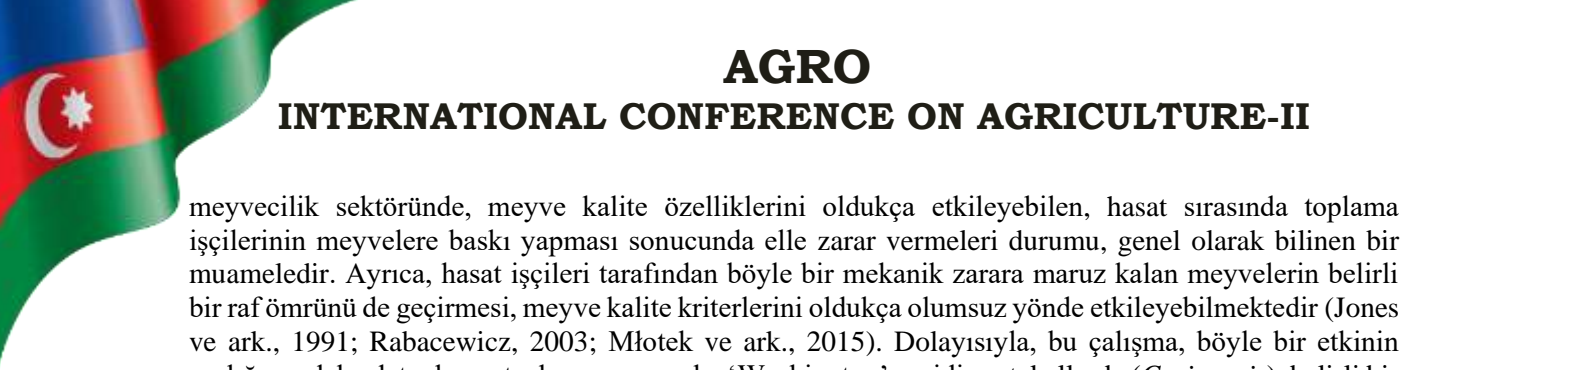 AGRO
INTERNATIONAL CONFERENCE ON AGRICULTURE-II
meyvecilik sektöründe, meyve kalite özelliklerini oldukça etkileyebilen, hasat sırasında toplama
işçilerinin meyvelere baskı yapması sonucunda elle zarar vermeleri durumu, genel olarak bilinen bir
muameledir. Ayrıca, hasat işçileri tarafından böyle bir mekanik zarara maruz kalan meyvelerin belirli
bir raf ömrünü de geçirmesi, meyve kalite kriterlerini oldukça olumsuz yönde etkileyebilmektedir (Jones
ve ark., 1991; Rabacewicz, 2003; Młotek ve ark., 2015). Dolayısıyla, bu çalışma, böyle bir etkinin